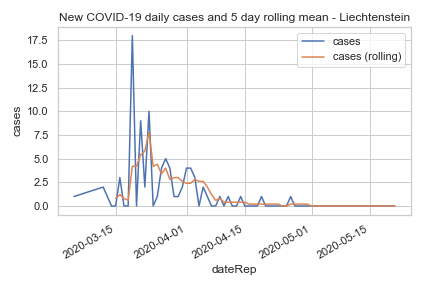 New COVID-19 daily cases and 5 day rolling mean - Liechtenstein
cases
cases (rolling)
cases
17.5
15.0
12.5
10.0
7.5
5.0
2.5
0.0
2020-03-15
2020-04-01
2020-04-15
2020-05-01
2020-05-15
dateRep